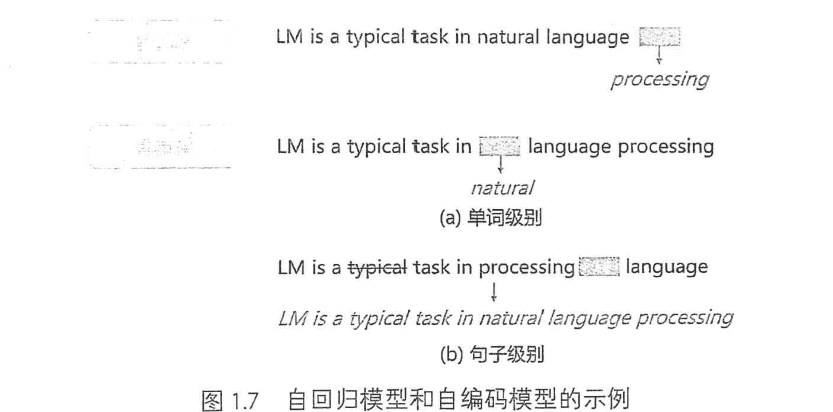 LM is a typical task in natural language
processing
LM is a typical task in language processing
natural
(a) 单词级别
LM is a typical task in processing language
LM is a typical task in natural language processing
(b) 句子级别
图 1.7 自回归模型和自编码模型的示例